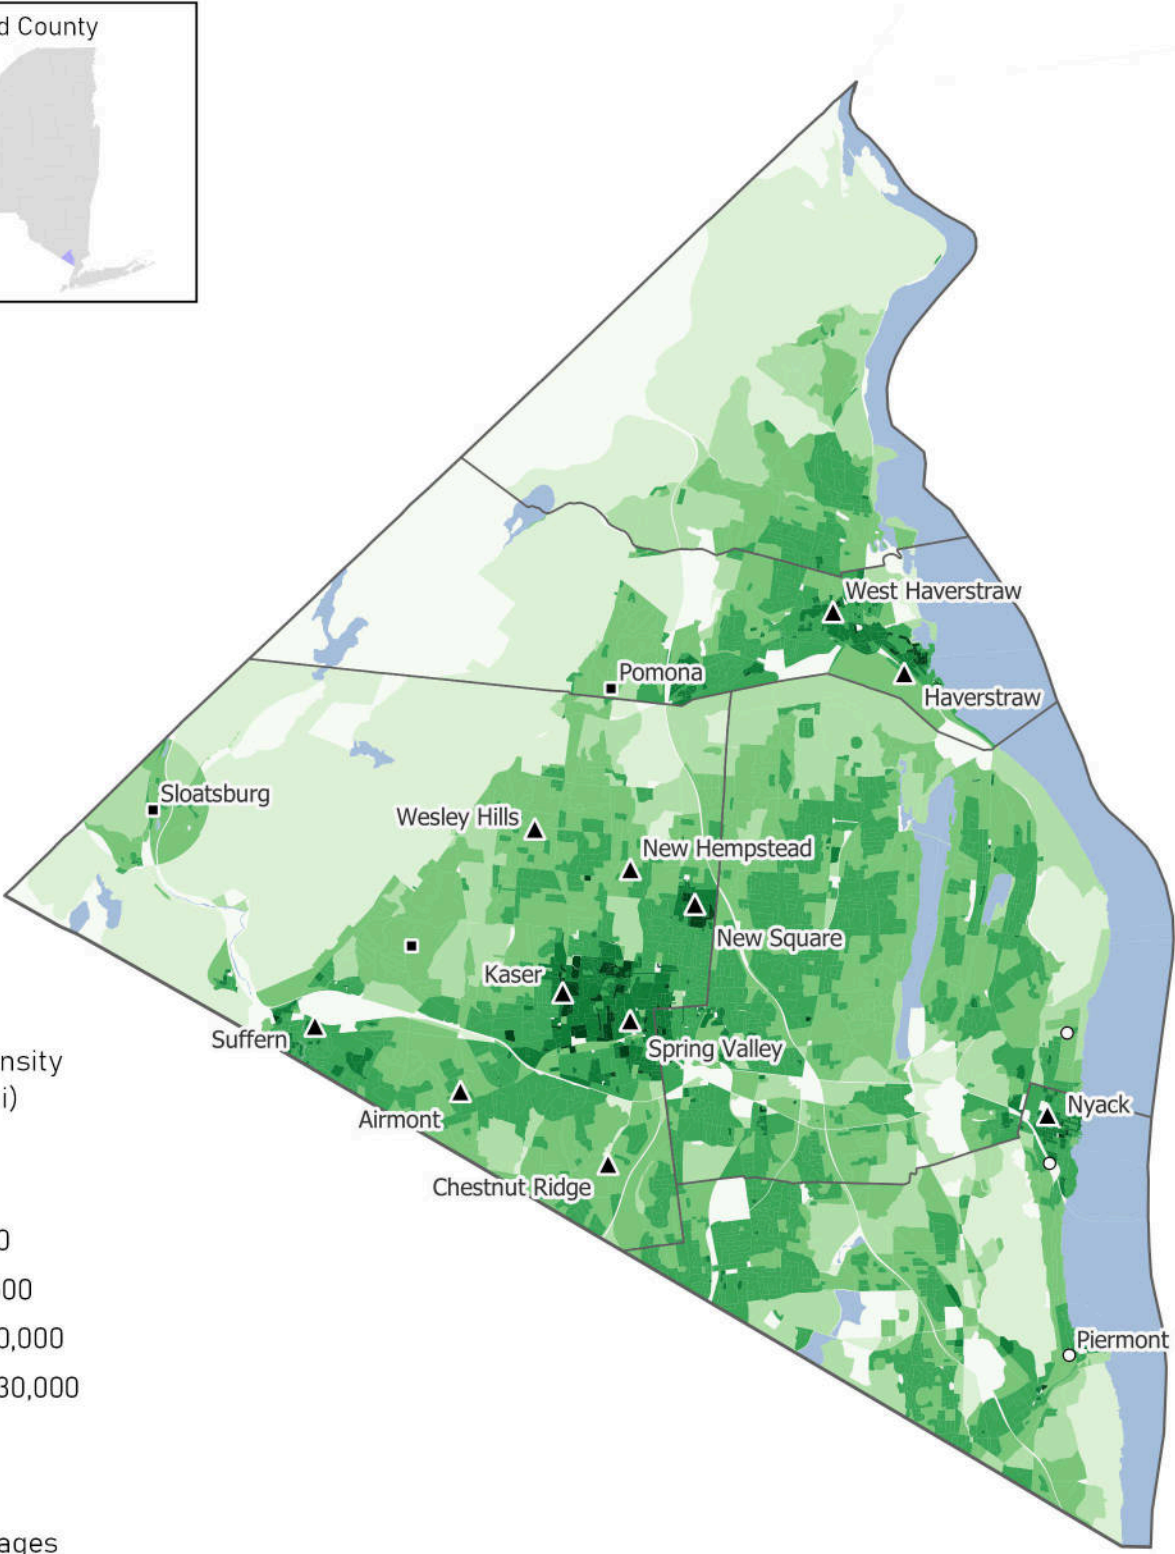 d County
West Haverstraw
Pomona
Haverstraw
Sloatsburg
Wesley Hills
New Hempstead
New Square
Kaser
Suffern
Spring Valley
nsity
i)
Airmont
Nyack
Chestnut Ridge
0
00
0,000
Piermont
30,000
ages